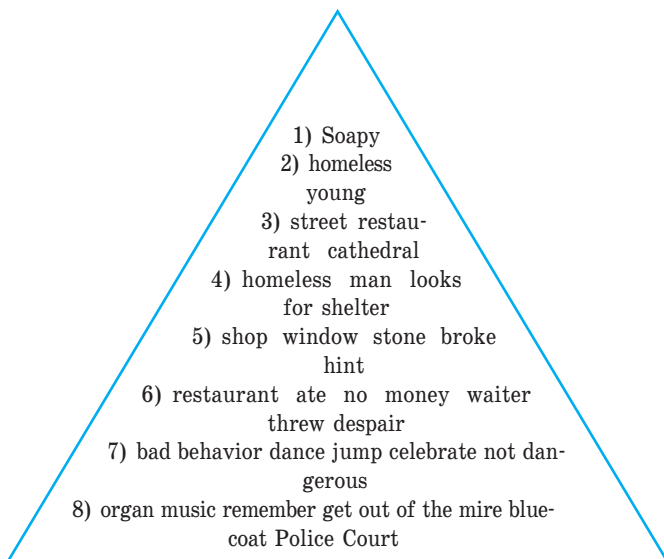 1) Soapy
2) homeless
young
3) street restau-
rant cathedral
4) homeless man looks
for shelter
5) shop window stone broke
hint
6) restaurant ate no money waiter
threw despair
7) bad behavior dance jump celebrate not dan-
gerous
8) organ music remember get out of the mire blue-
coat Police Court